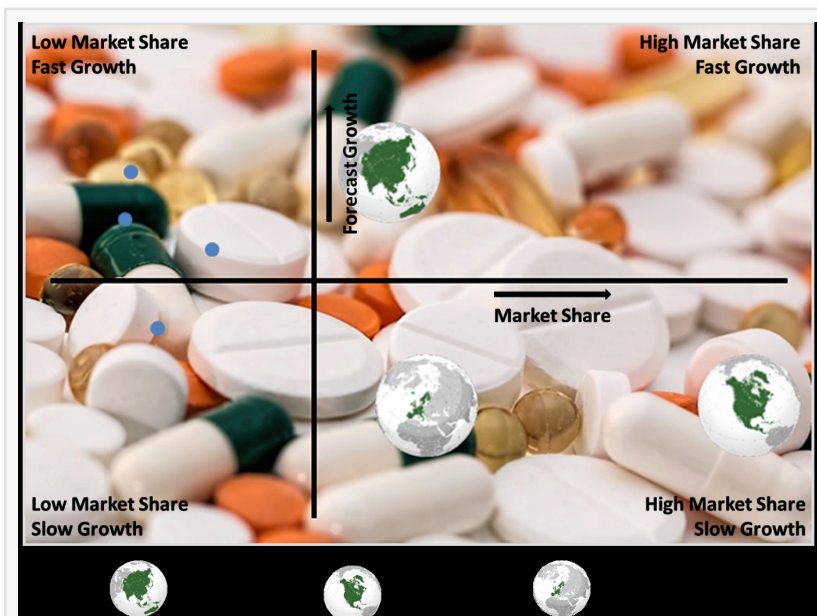 Low Market Share
Fast Growth
High Market Share
Fast Growth
Forecast Growth
Market Share
Low Market Share
Slow Growth
High Market Share
Slow Growth